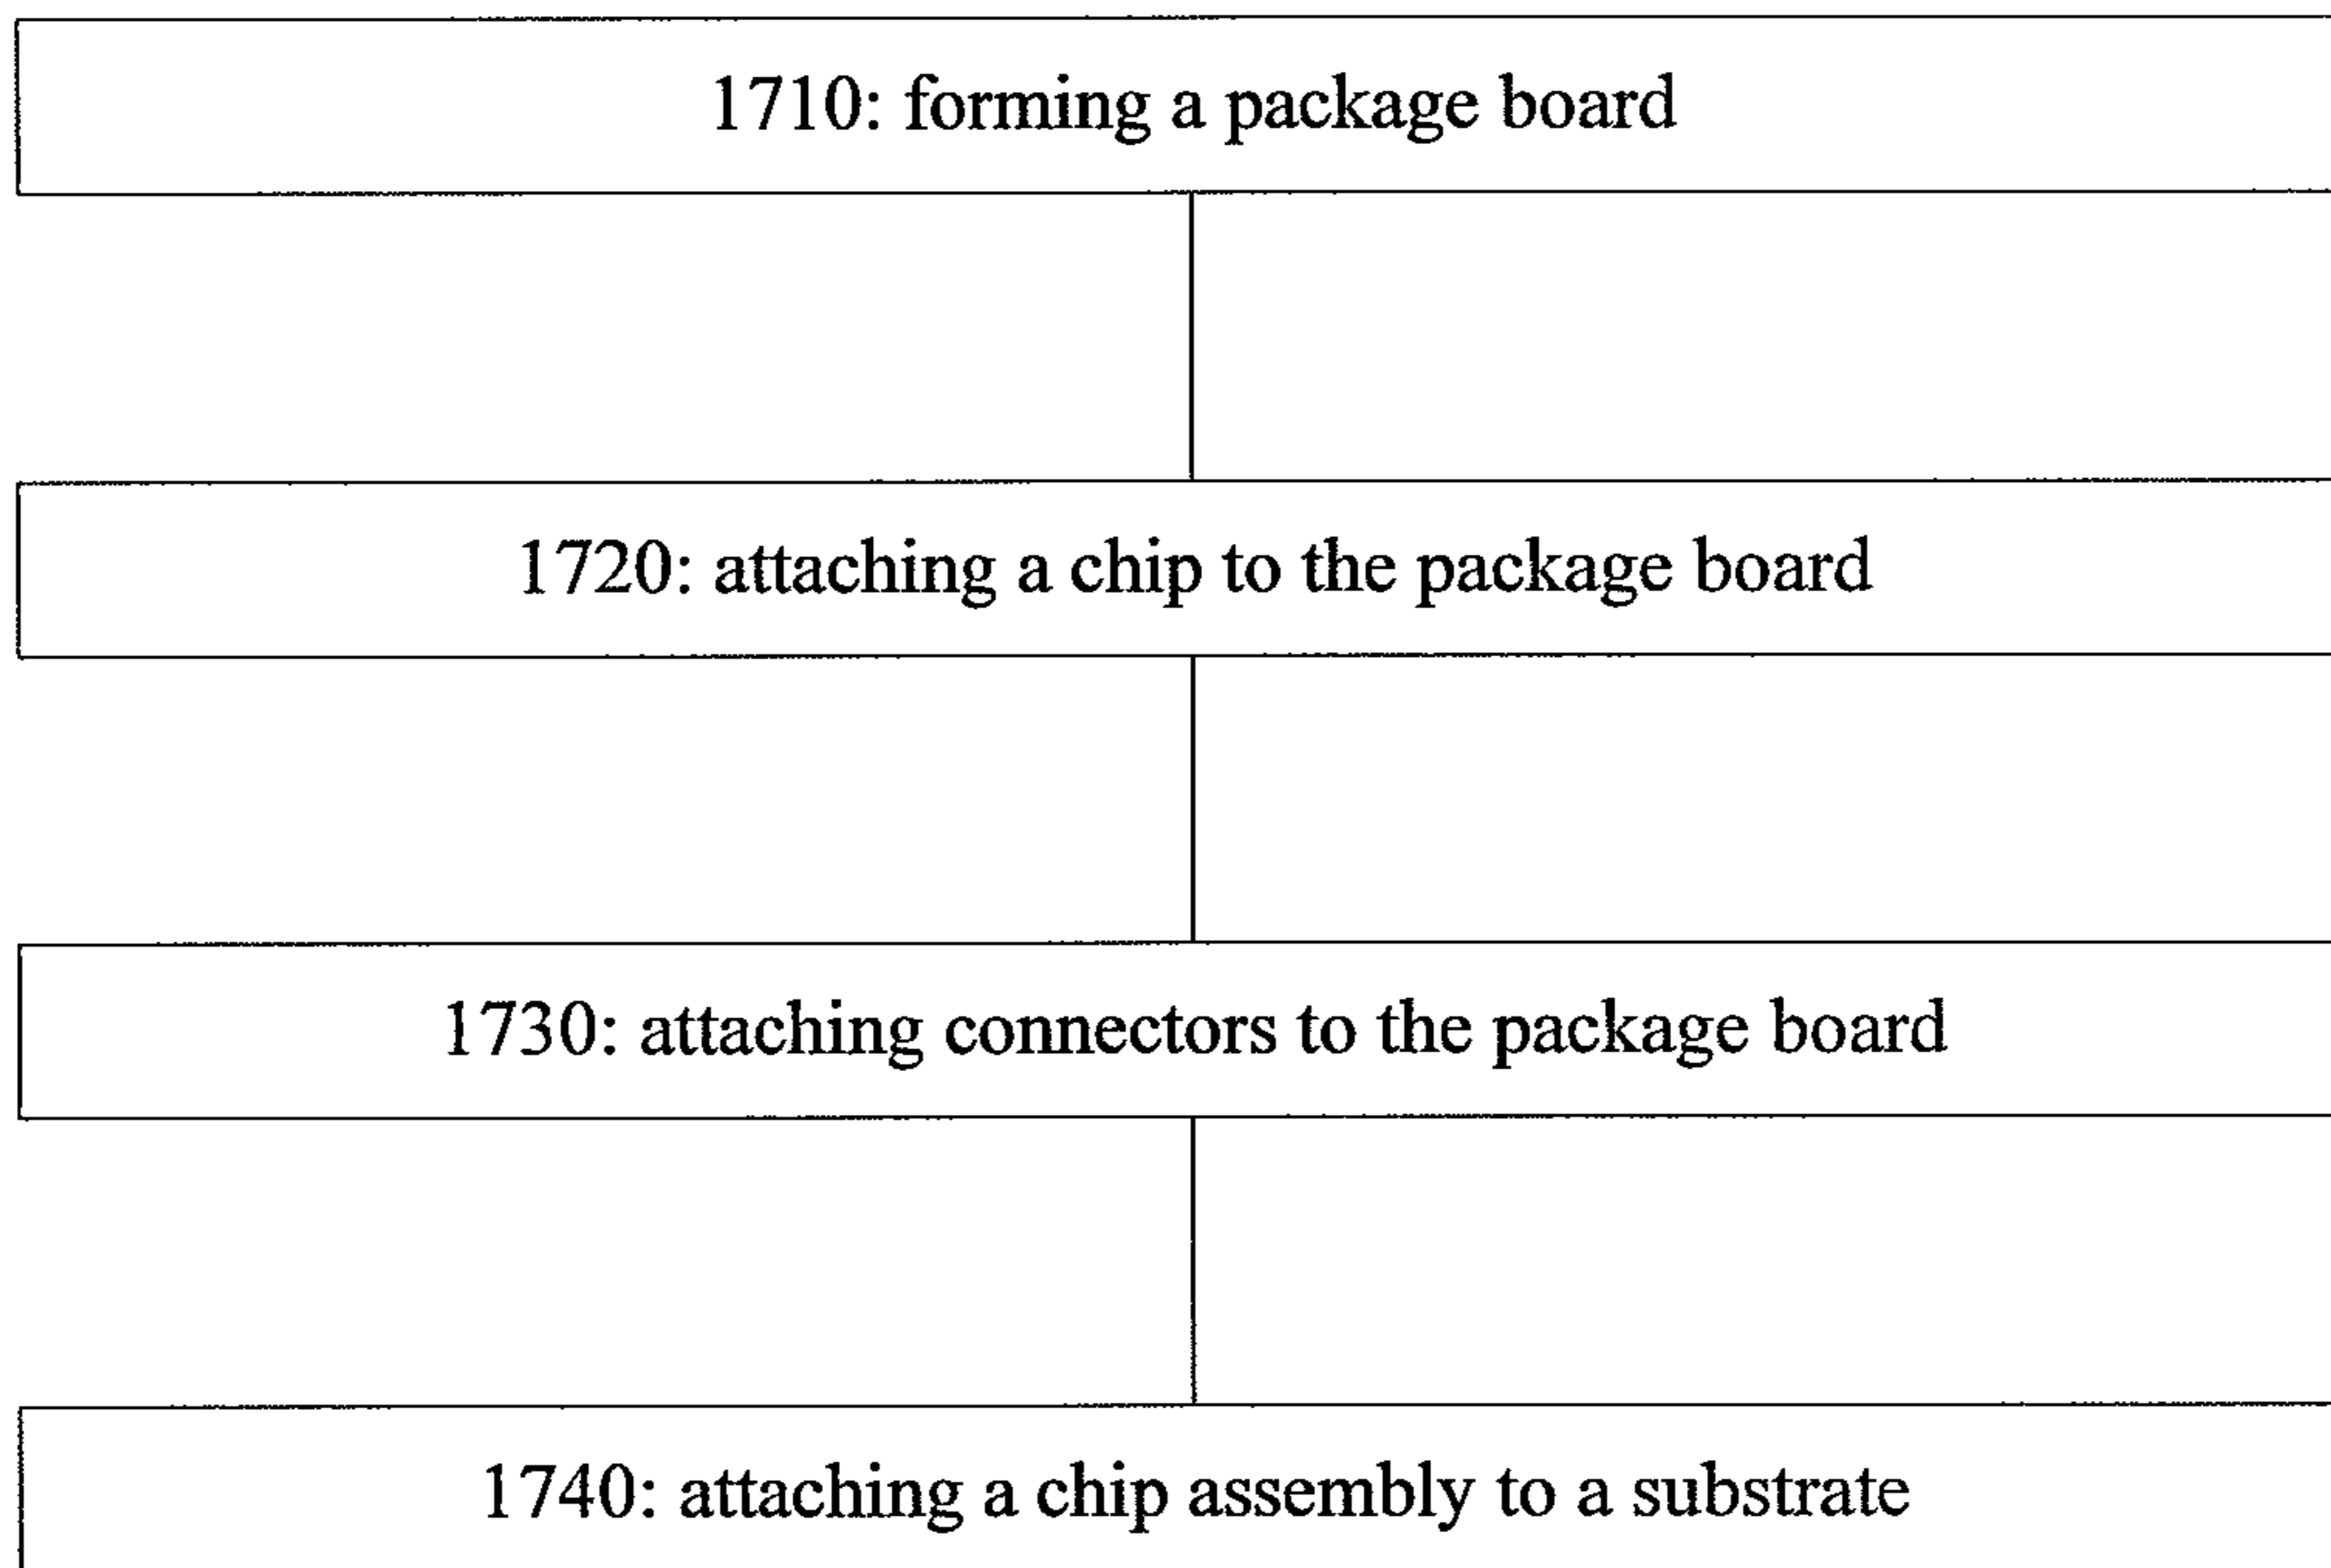 1710: forming a package board
1720: attaching a chip to the package board
1730: attaching connectors to the package board
1740: attaching a chip assembly to a substrate